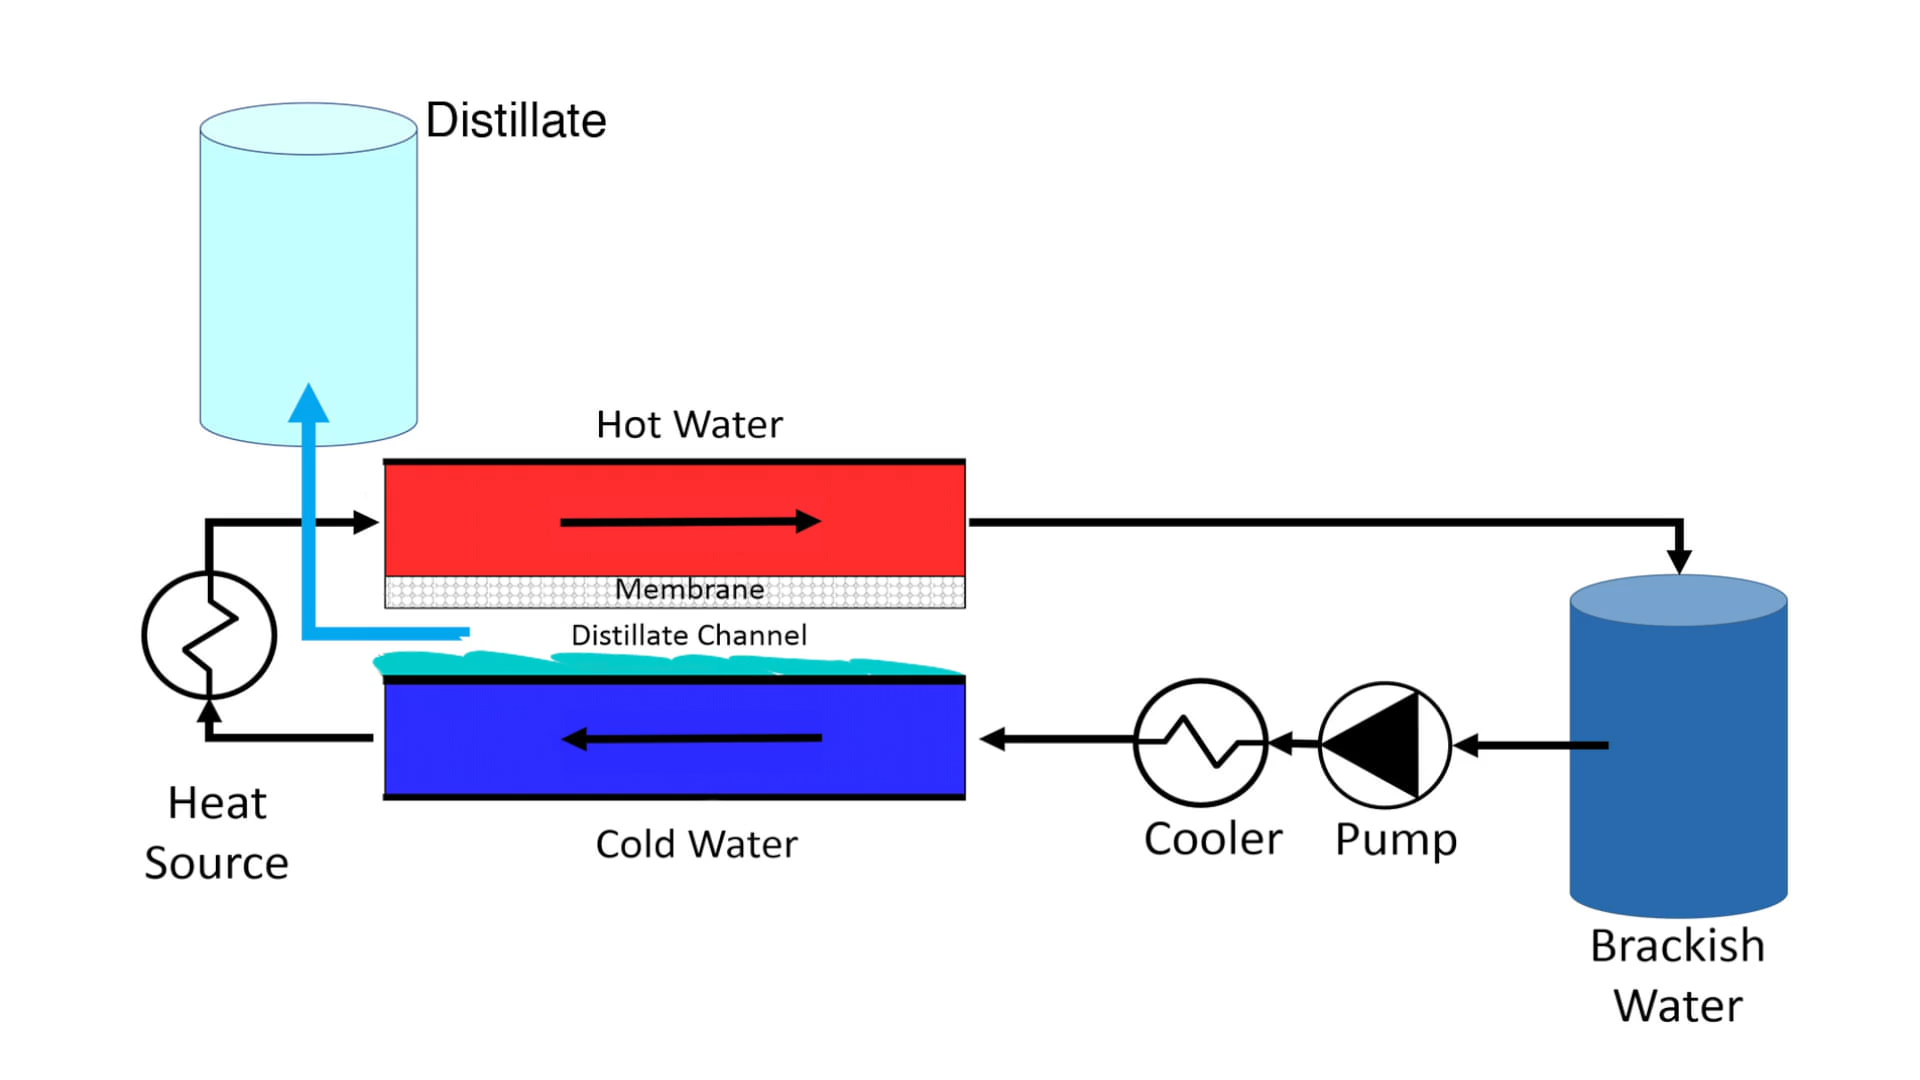 Distillate
Hot Water
Membrane
Distillate Channel
Cold Water
Heat
Source
Cooler
Pump
Brackish
Water